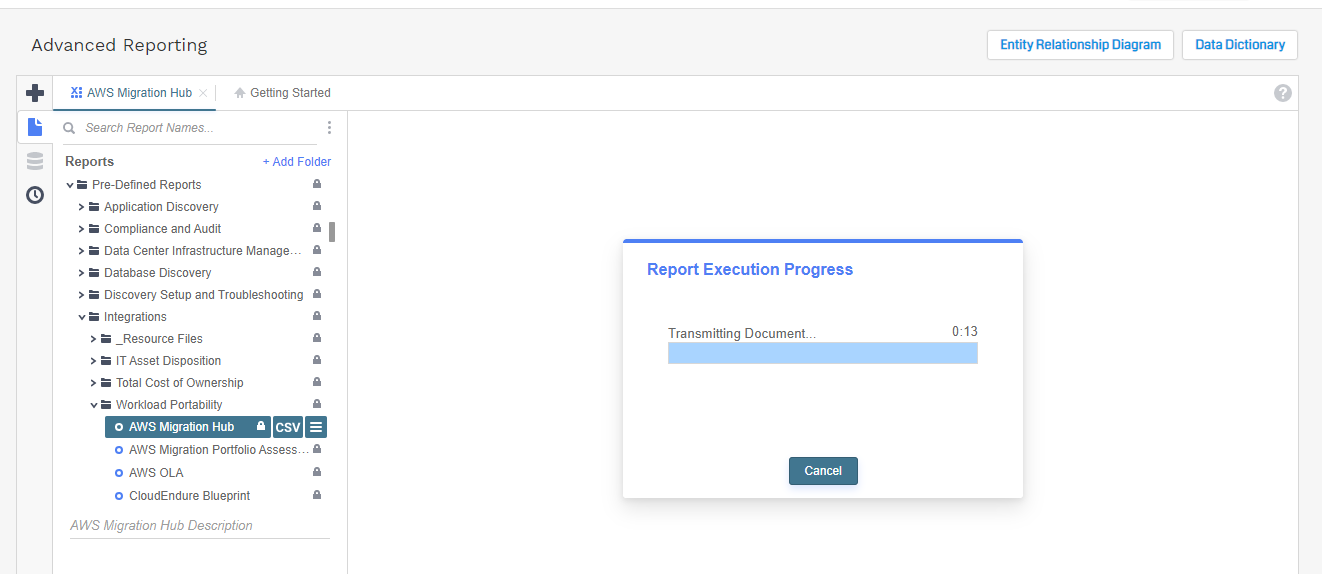 Advanced Reporting
Entity Relationship Diagram
Data Dictionary
AWS Migration Hub
Getting Started
?
Search Report Names...
Reports
+ Add Folder
Pre-Defined Reports
Application Discovery
Compliance and Audit
Data Center Infrastructure Manage...
Database Discovery
Discovery Setup and Troubleshooting
Integrations
_Resource Files
IT Asset Disposition
Total Cost of Ownership
Workload Portability
AWS Migration Hub
CSV
AWS Migration Portfolio Assess...
AWS OLA
CloudEndure Blueprint
AWS Migration Hub Description
Report Execution Progress
Transmitting Document...
0:13
Cancel